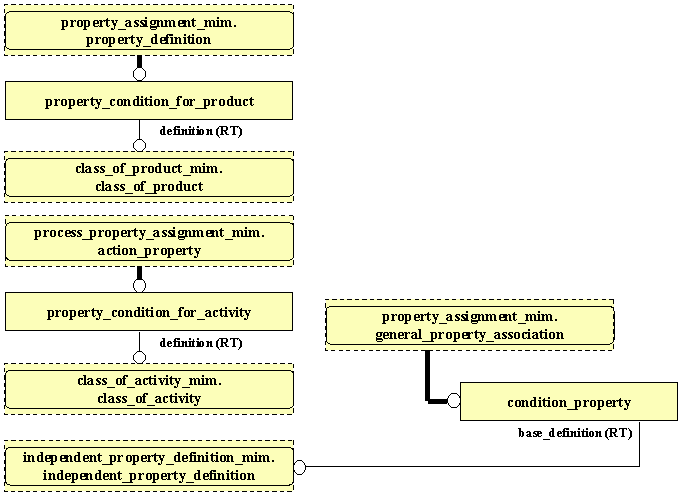 property_assignment_mim.
property_definition
property_condition_for_product
definition (RT)
class_of_product_mim.
class_of_product
process_property_assignment_mim.
action_property
property_condition_for_activity
definition (RT)
class_of_activity_mim.
class_of_activity
property_assignment_mim.
general_property_association
condition_property
base_definition (RT)
independent_property_definition_mim.
independent_property_definition